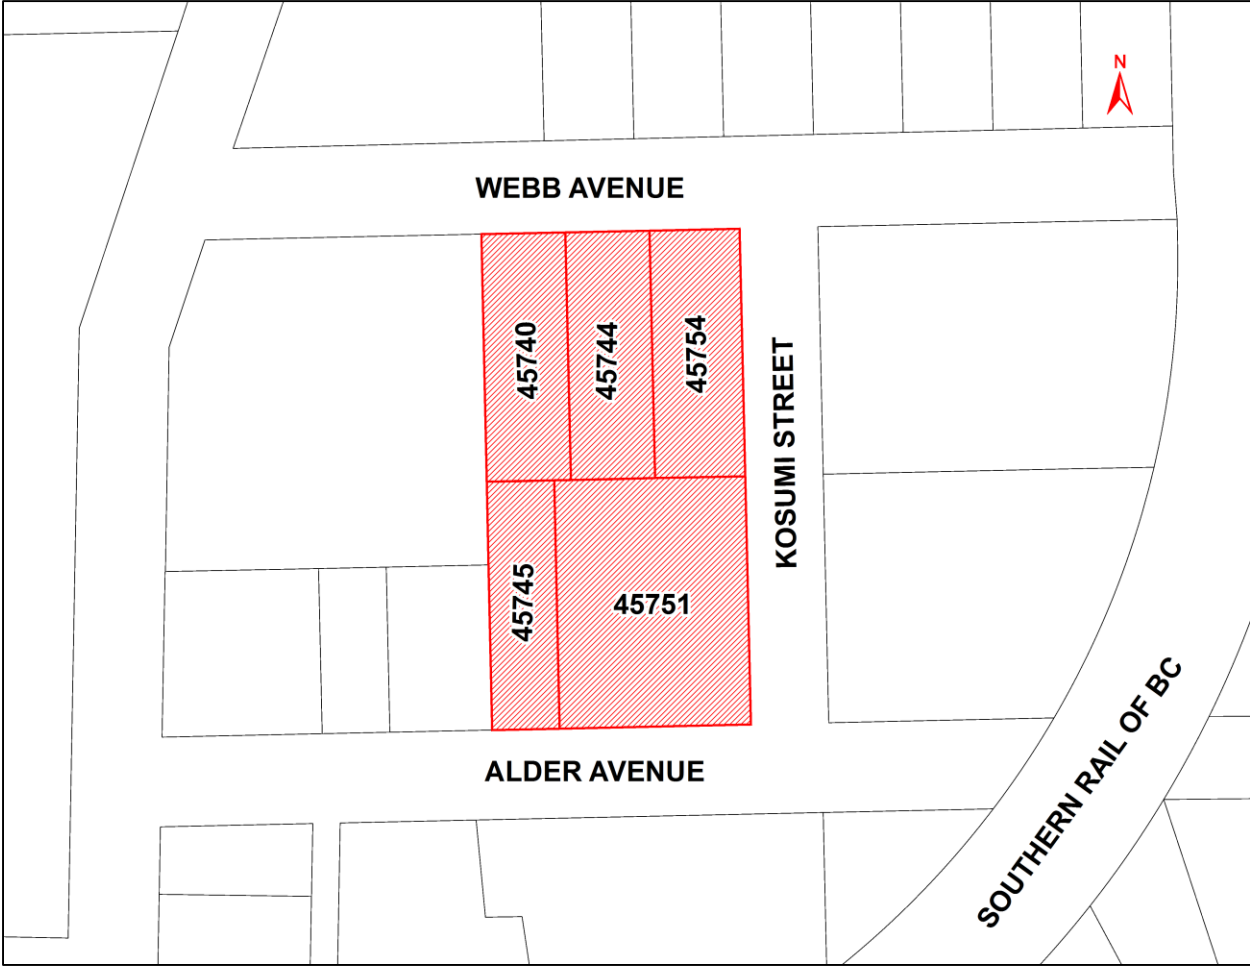 N
WEBB AVENUE
45740
45744
45754
KOSUMI STREET
45745
45751
ALDER AVENUE
SOUTHERN RAIL OF BC